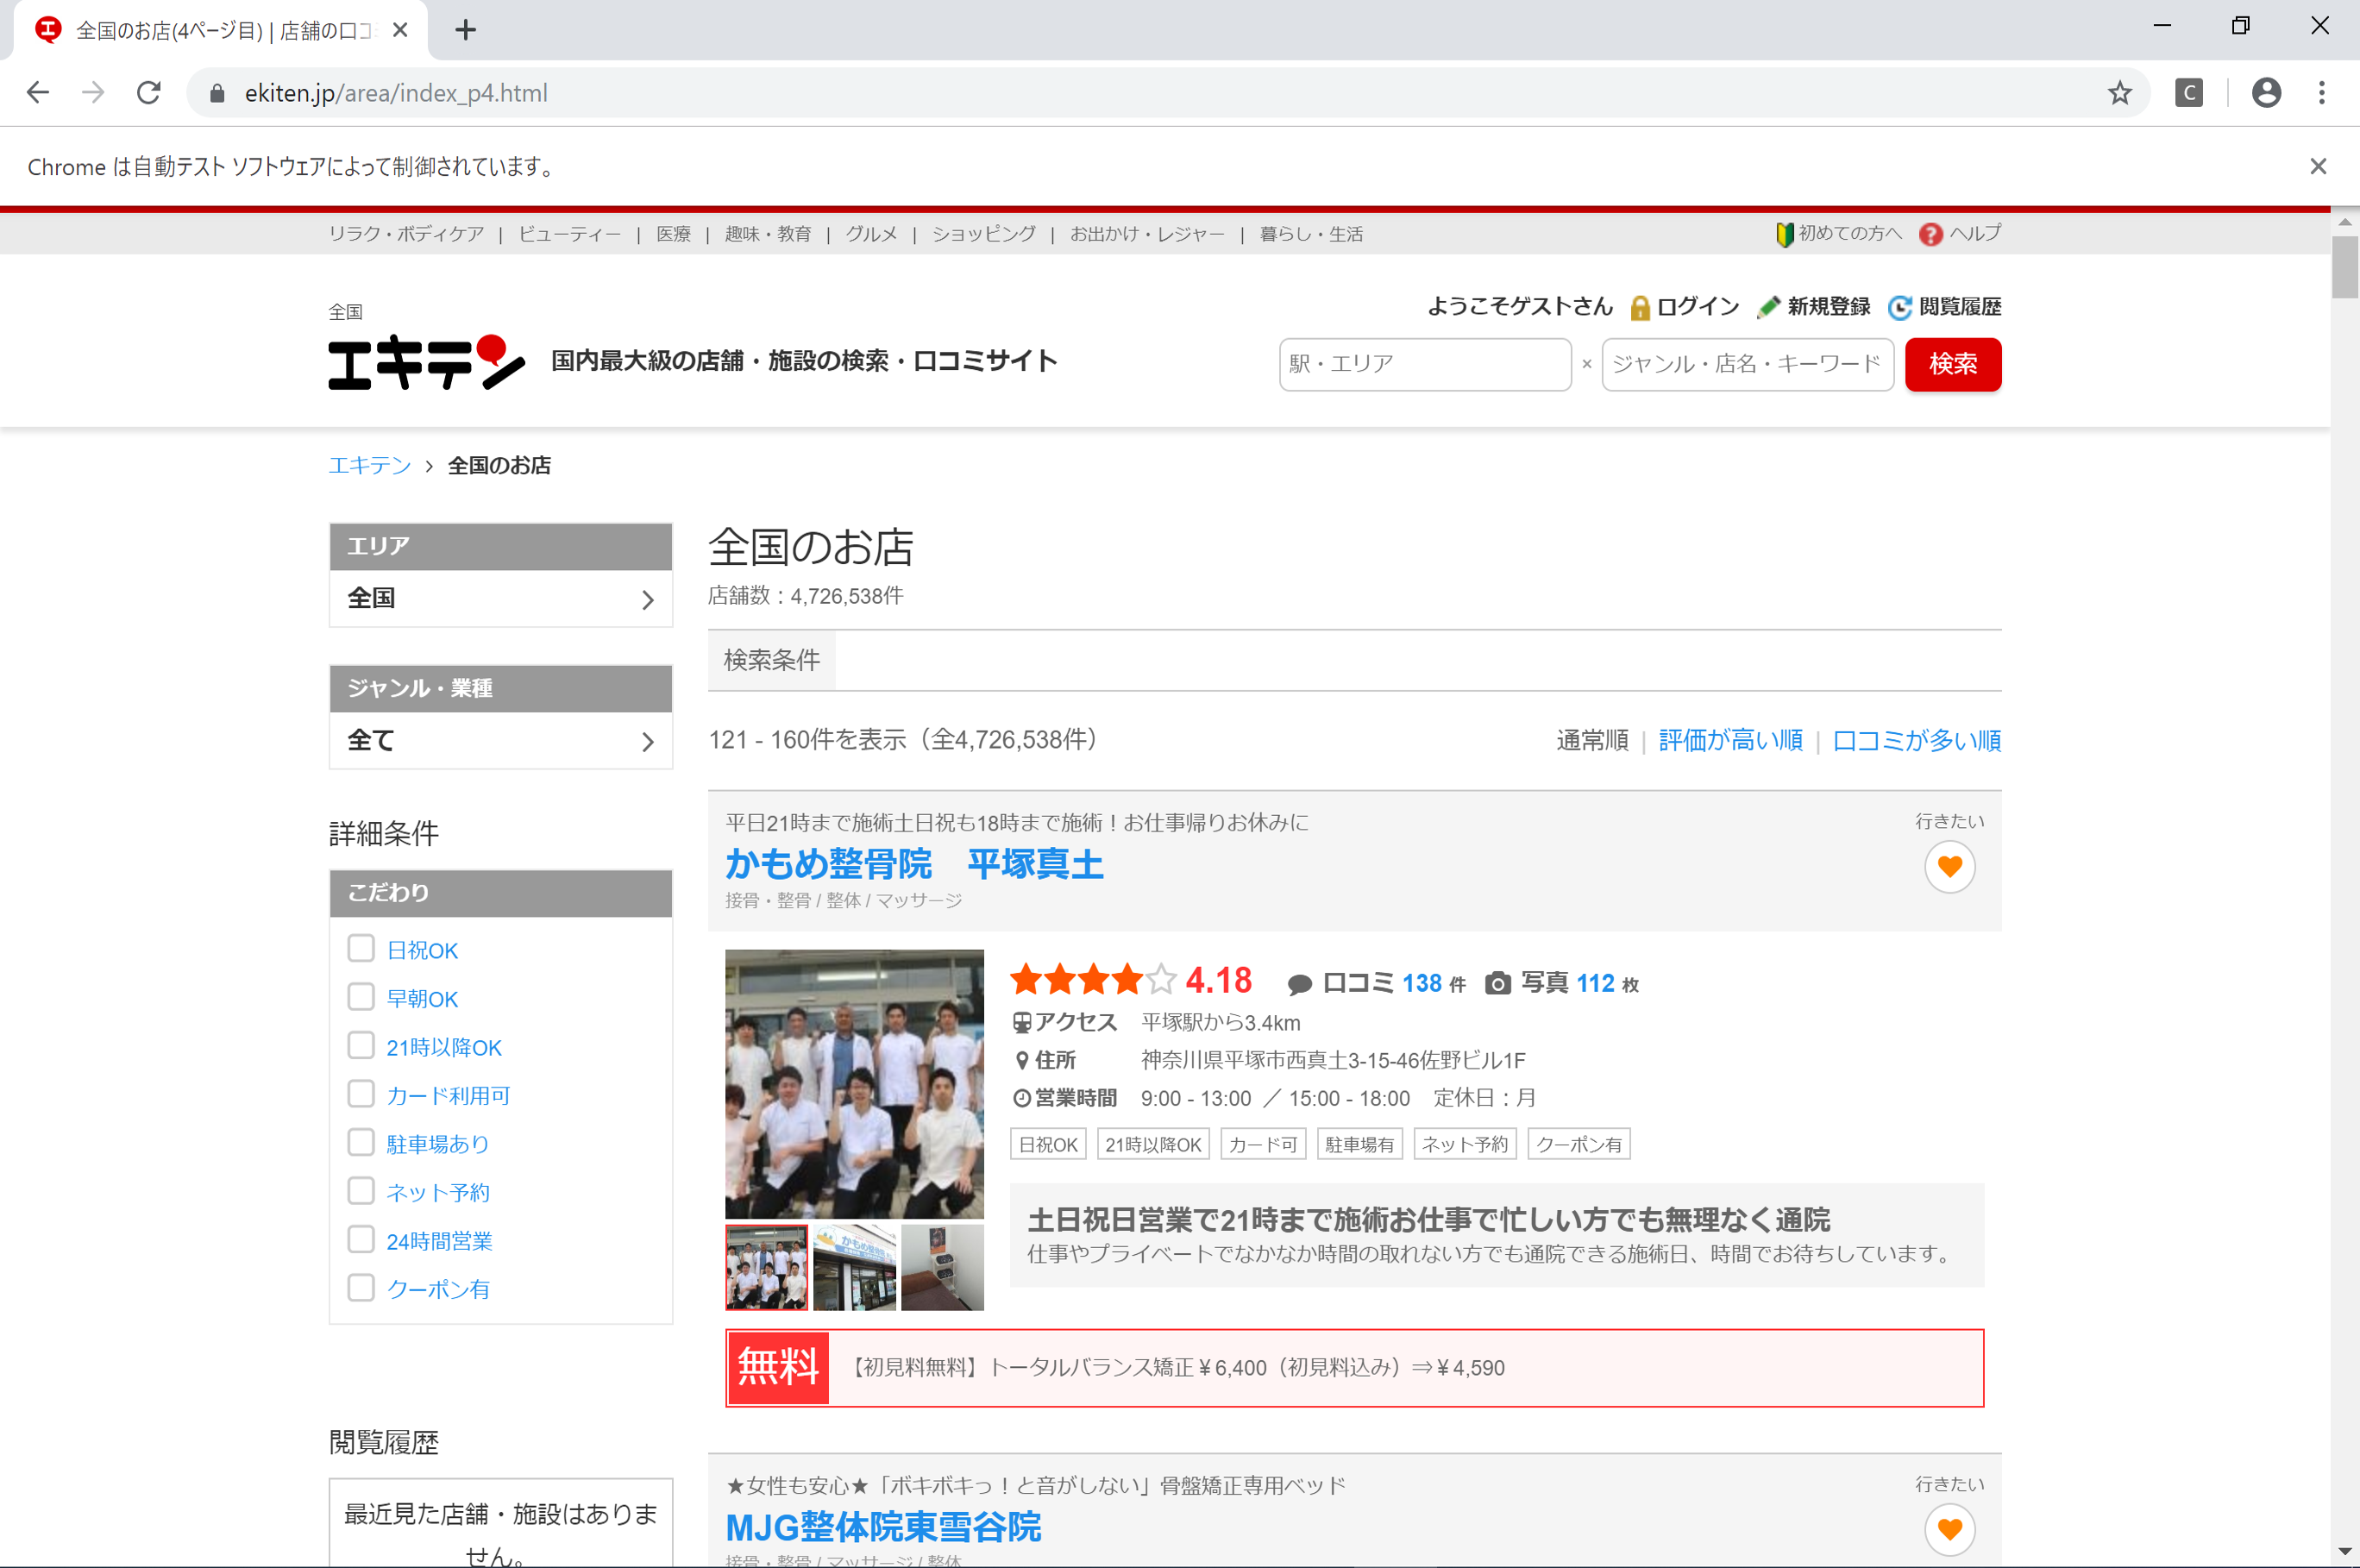 全国のお店(4ページ目) | 店舗の口コミ
ekiten.jp/area/index_p4.html
C
Chrome は自動テスト ソフトウェアによって制御されています。
リラク・ボディケア | ビューティー | 医療 | 趣味・教育 | グルメ | ショッピング | お出かけ・レジャー | 暮らし・生活
初めての方へ ヘルプ
全国
エキテン 国内最大級の店舗・施設の検索・口コミサイト
ようこそゲストさん ログイン 新規登録 閲覧履歴
駅・エリア × ジャンル・店名・キーワード 検索
エキテン › 全国のお店
エリア
全国
ジャンル・業種
全て
詳細条件
こだわり
日祝OK
早朝OK
21時以降OK
カード利用可
駐車場あり
ネット予約
24時間営業
クーポン有
閲覧履歴
最近見た店舗・施設はありま
せん。
全国のお店
店舗数：4,726,538件
検索条件
121 - 160件を表示（全4,726,538件）
通常順 | 評価が高い順 | 口コミが多い順
平日21時まで施術土日祝も18時まで施術！お仕事帰りお休みに
行きたい
かもめ整骨院　平塚真土
接骨・整骨 / 整体 / マッサージ
4.18 口コミ 138 件 写真 112 枚
アクセス 平塚駅から3.4km
住所 神奈川県平塚市西真土3-15-46佐野ビル1F
営業時間 9:00 - 13:00 ／ 15:00 - 18:00 定休日：月
日祝OK 21時以降OK カード可 駐車場有 ネット予約 クーポン有
土日祝日営業で21時まで施術お仕事で忙しい方でも無理なく通院
仕事やプライベートでなかなか時間の取れない方でも通院できる施術日、時間でお待ちしています。
かもめ整骨院
無料 【初見料無料】トータルバランス矯正￥6,400（初見料込み）⇒￥4,590
★女性も安心★「ボキボキっ！と音がしない」骨盤矯正専用ベッド
行きたい
MJG整体院東雪谷院
接骨・整骨 / マッサージ / 整体